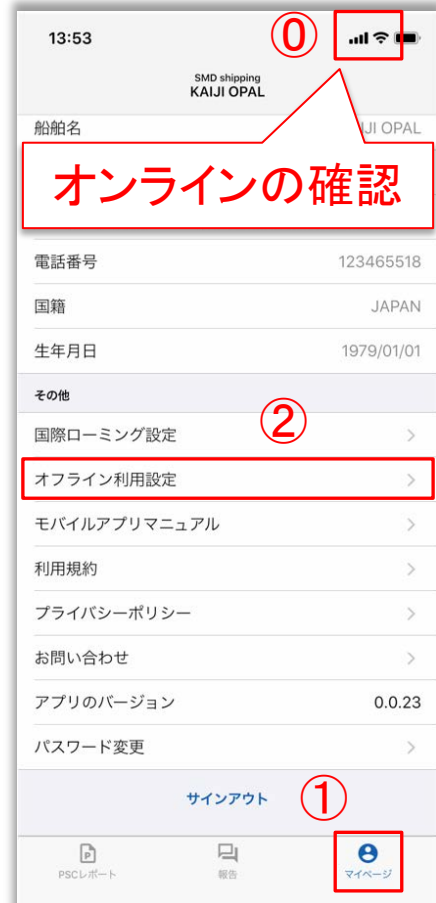 13:53
⓪
SMD shipping
KAIJI OPAL
船舶名
JI OPAL
オンラインの確認
電話番号 123465518
国籍 JAPAN
生年月日 1979/01/01
その他
②
国際ローミング設定
オフライン利用設定
モバイルアプリマニュアル
利用規約
プライバシーポリシー
お問い合わせ
アプリのバージョン 0.0.23
パスワード変更
サインアウト
①
PSCレポート 報告 マイページ